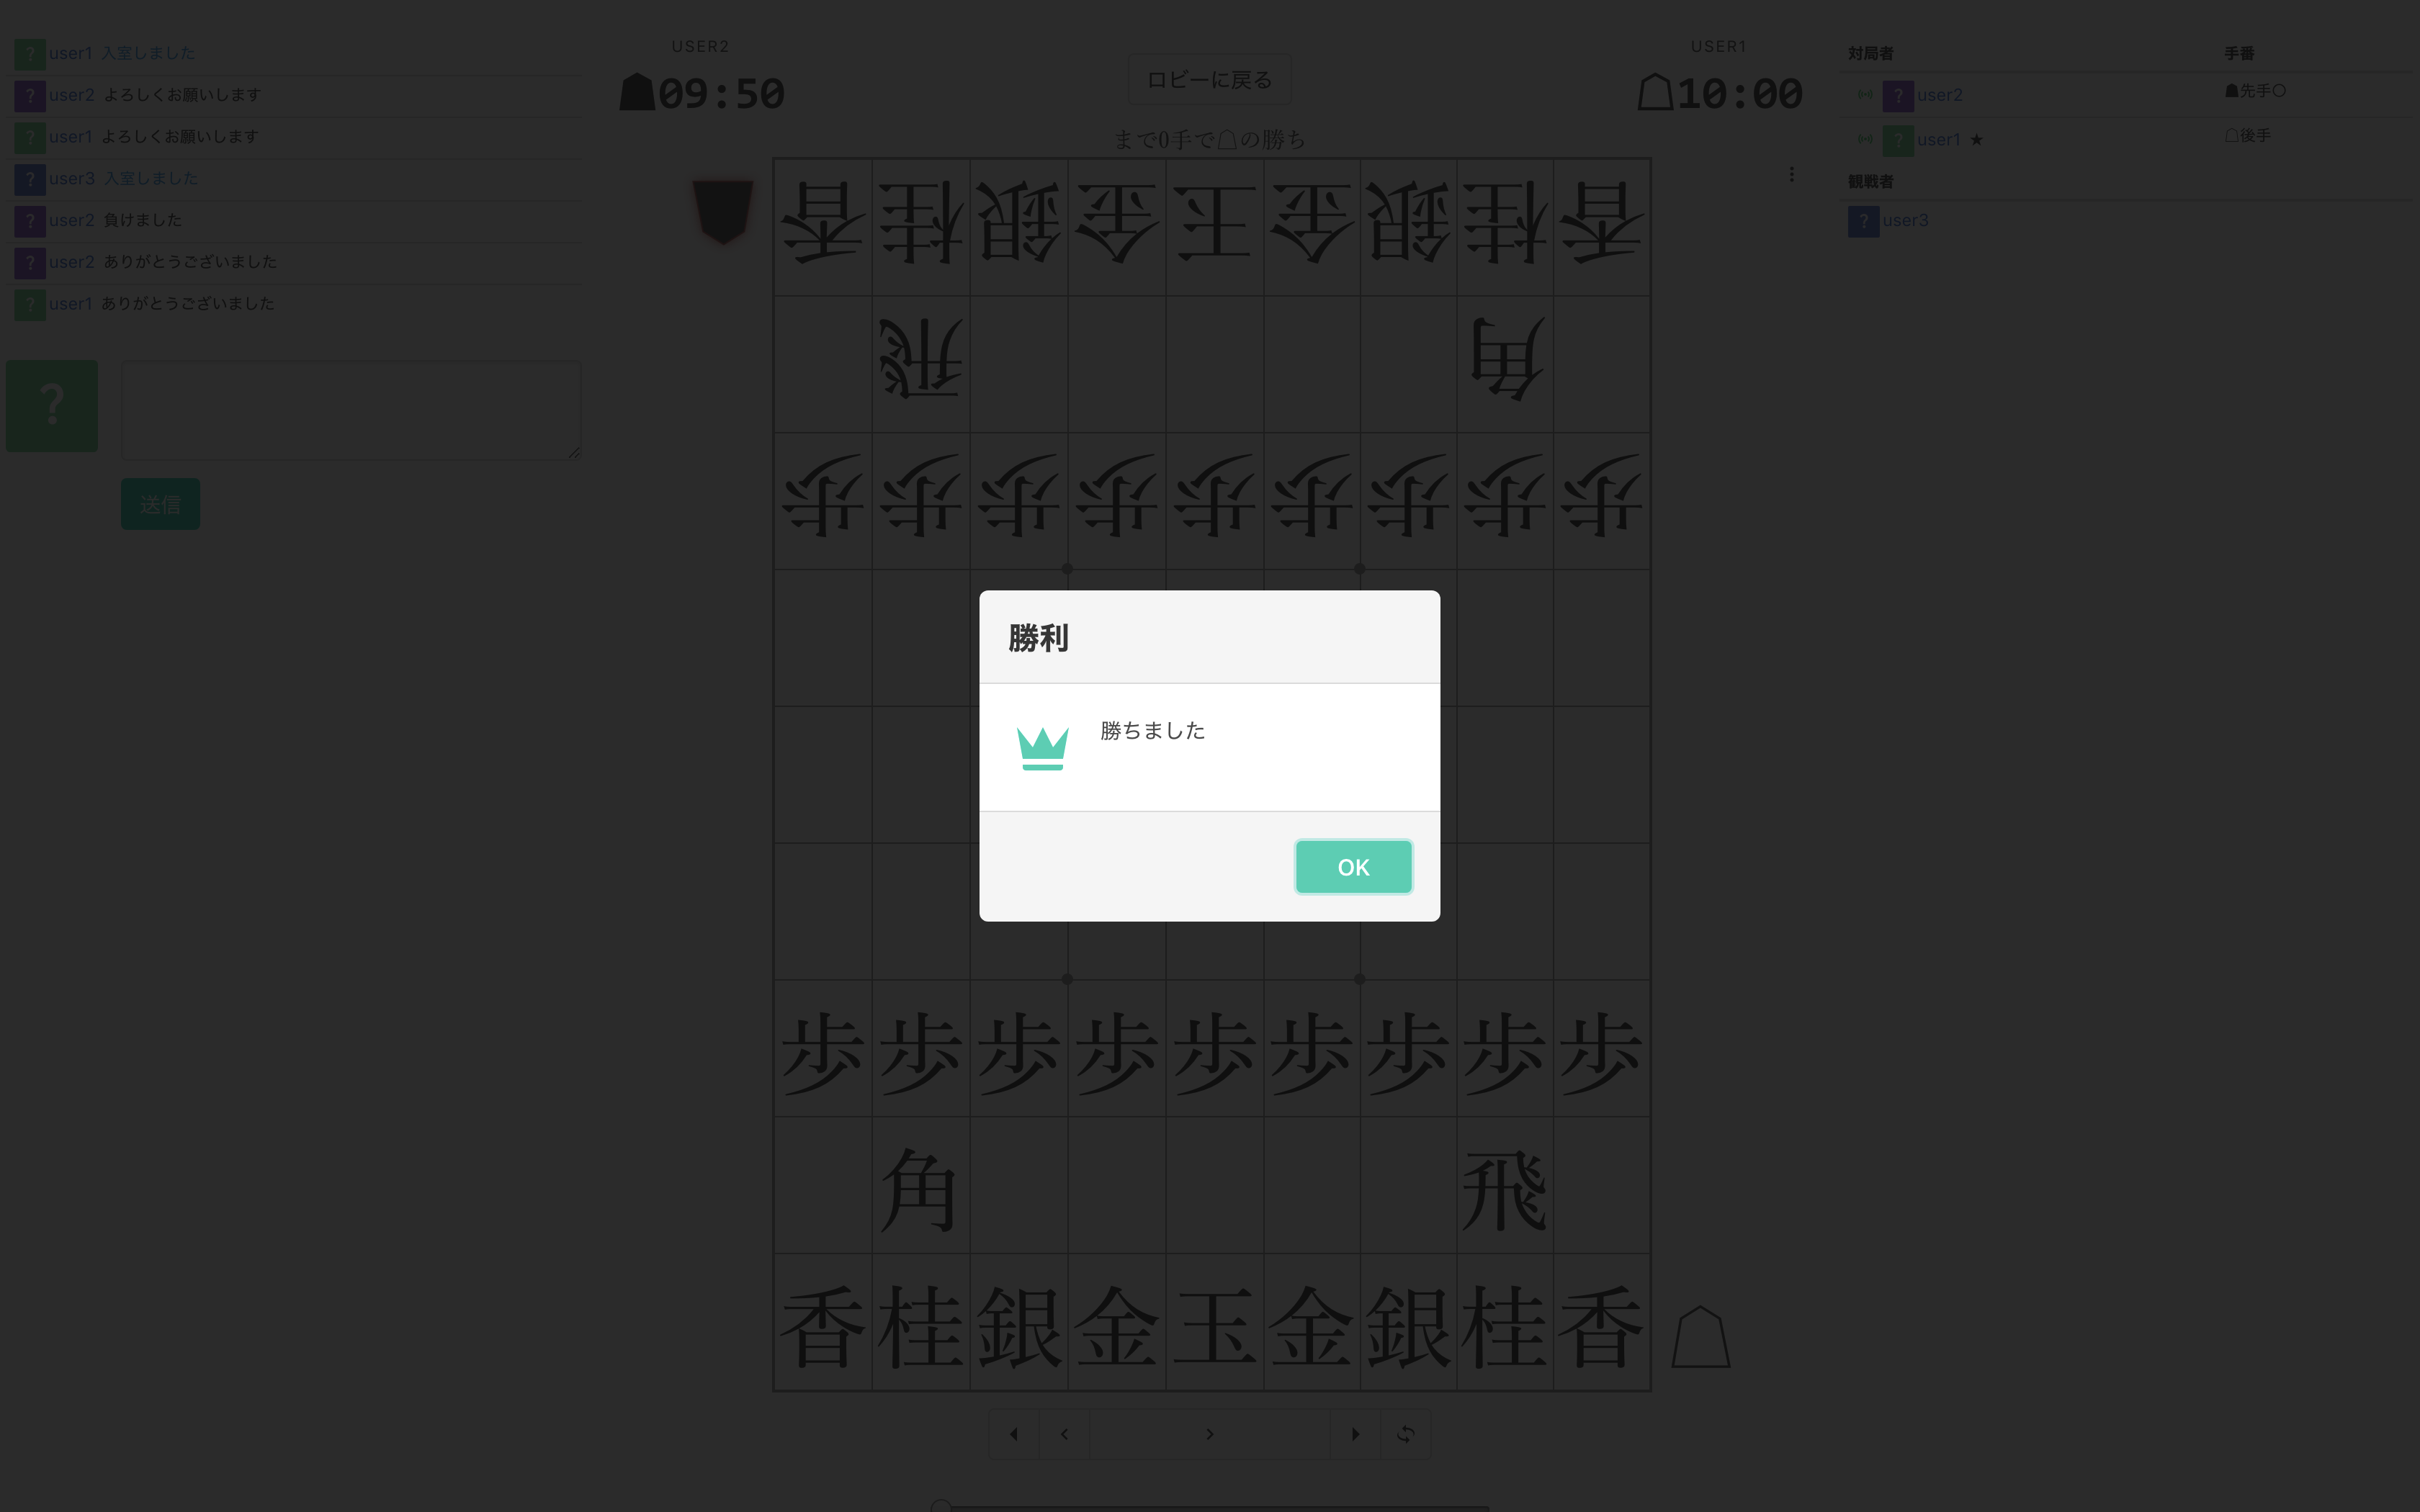 ? user1 入室しました
? user2 よろしくお願いします
? user1 よろしくお願いします
? user3 入室しました
? user2 負けました
? user2 ありがとうございました
? user1 ありがとうございました
?
送信
USER2
09:50
ロビーに戻る
USER1
10:00
まで0手で☖の勝ち
香桂銀金王金銀桂香
飛角
歩歩歩歩歩歩歩歩歩
勝利
勝ちました
OK
歩歩歩歩歩歩歩歩歩
角飛
香桂銀金王金銀桂香
対局者 手番
? user2 ☗先手○
? user1 ★ ☖後手
観戦者
? user3